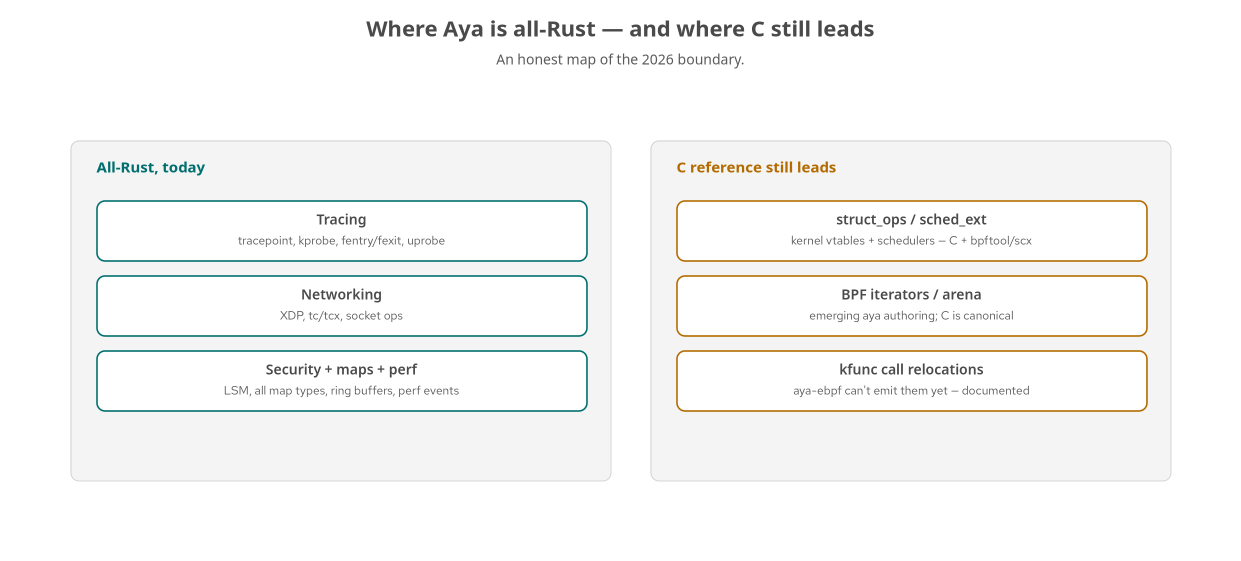 Where Aya is all-Rust — and where C still leads
An honest map of the 2026 boundary.
All-Rust, today
Tracing
tracepoint, kprobe, fentry/fexit, uprobe
Networking
XDP, tc/tcx, socket ops
Security + maps + perf
LSM, all map types, ring buffers, perf events
C reference still leads
struct_ops / sched_ext
kernel vtables + schedulers — C + bpftool/scx
BPF iterators / arena
emerging aya authoring; C is canonical
kfunc call relocations
aya-ebpf can't emit them yet — documented